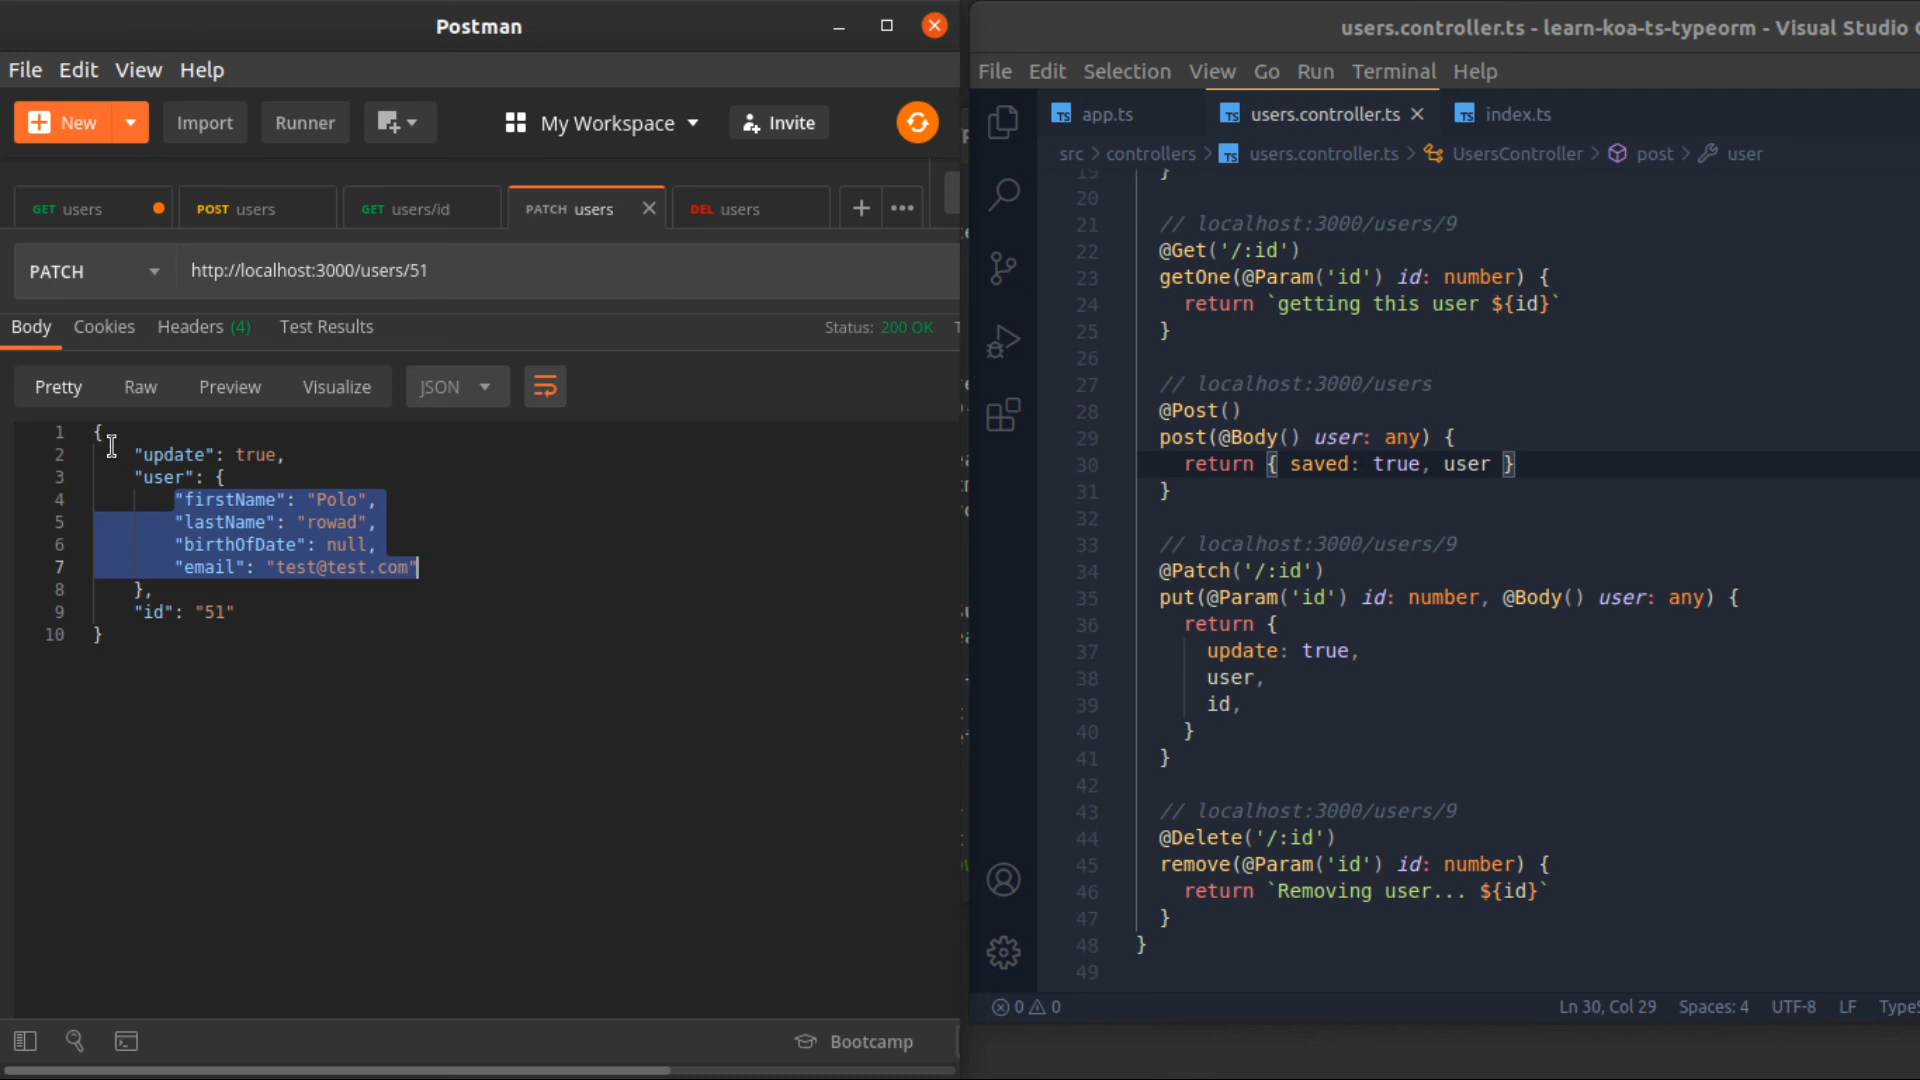 Postman
File Edit View Help
New Import Runner My Workspace Invite
GET users POST users GET users/id PATCH users DEL users
PATCH http://localhost:3000/users/51
Body Cookies Headers (4) Test Results Status: 200 OK
Pretty Raw Preview Visualize JSON
1 {
2 "update": true,
3 "user": {
4 "firstName": "Polo",
5 "lastName": "rowad",
6 "birthOfDate": null,
7 "email": "test@test.com"
8 },
9 "id": "51"
10 }
Bootcamp
users.controller.ts - learn-koa-ts-typeorm - Visual Studio
File Edit Selection View Go Run Terminal Help
TS app.ts TS users.controller.ts TS index.ts
src > controllers > TS users.controller.ts > UsersController > post > user
19 }
20
21 // localhost:3000/users/9
22 @Get('/:id')
23 getOne(@Param('id') id: number) {
24 return `getting this user ${id}`
25 }
26
27 // localhost:3000/users
28 @Post()
29 post(@Body() user: any) {
30 return { saved: true, user }
31 }
32
33 // localhost:3000/users/9
34 @Patch('/:id')
35 put(@Param('id') id: number, @Body() user: any) {
36 return {
37 update: true,
38 user,
39 id,
40 }
41 }
42
43 // localhost:3000/users/9
44 @Delete('/:id')
45 remove(@Param('id') id: number) {
46 return `Removing user... ${id}`
47 }
48 }
49
0 0 Ln 30, Col 29 Spaces: 4 UTF-8 LF